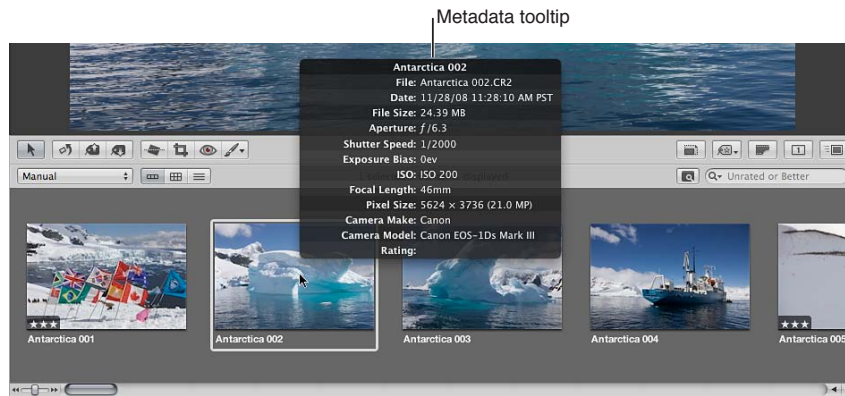 Metadata tooltip
Antarctica 002
File: Antarctica 002.CR2
Date: 11/28/08 11:28:10 AM PST
File Size: 24.39 MB
Aperture: ƒ/6.3
Shutter Speed: 1/2000
Exposure Bias: 0ev
ISO: ISO 200
Focal Length: 46mm
Pixel Size: 5624 × 3736 (21.0 MP)
Camera Make: Canon
Camera Model: Canon EOS-1Ds Mark III
Rating:
1
Manual
Unrated or Better
Antarctica 001
Antarctica 002
Antarctica 003
Antarctica 004
Antarctica 005